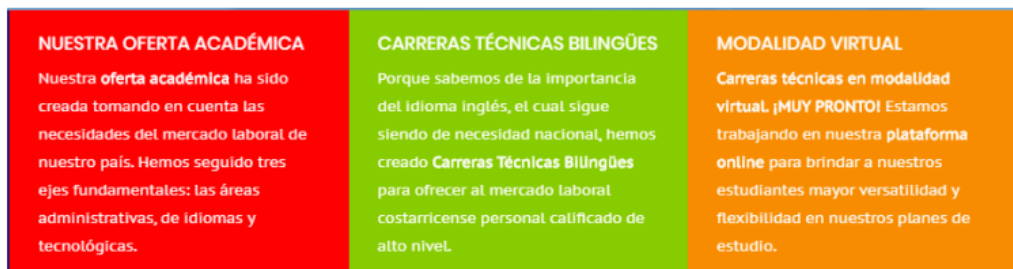 NUESTRA OFERTA ACADÉMICA
Nuestra oferta académica ha sido
creada tomando en cuenta las
necesidades del mercado laboral de
nuestro país. Hemos seguido tres
ejes fundamentales: las áreas
administrativas, de idiomas y
tecnológicas.
CARRERAS TÉCNICAS BILINGÜES
Porque sabemos de la importancia
del idioma inglés, el cual sigue
siendo de necesidad nacional, hemos
creado Carreras Técnicas Bilingües
para ofrecer al mercado laboral
costarricense personal calificado de
alto nivel.
MODALIDAD VIRTUAL
Carreras técnicas en modalidad
virtual. ¡MUY PRONTO! Estamos
trabajando en nuestra plataforma
online para brindar a nuestros
estudiantes mayor versatilidad y
flexibilidad en nuestros planes de
estudio.